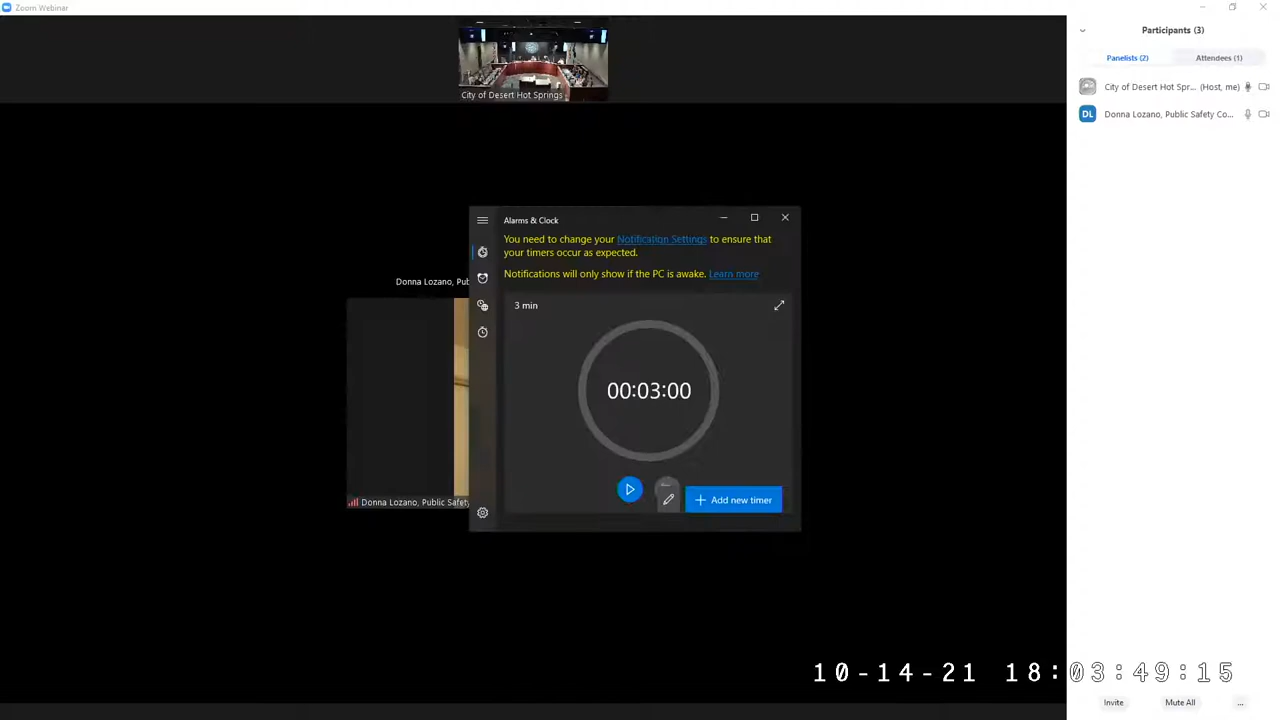 Zoom Webinar
City of Desert Hot Springs
Participants (3)
Panelists (2)
Attendees (1)
City of Desert Hot Spr... (Host, me)
DL
Donna Lozano, Public Safety Co...
Alarms & Clock
You need to change your Notification Settings to ensure that
your timers occur as expected.
Notifications will only show if the PC is awake. Learn more
Donna Lozano, Pub
3 min
00:03:00
Add new timer
Donna Lozano, Public Safety
10-14-21 18:03:49:15
Invite
Mute All
...